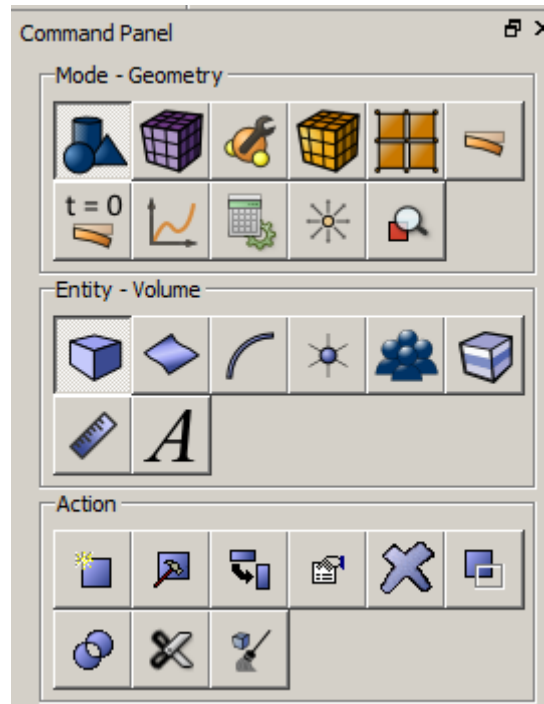 Command Panel
Mode - Geometry
t = 0
Entity - Volume
A
Action